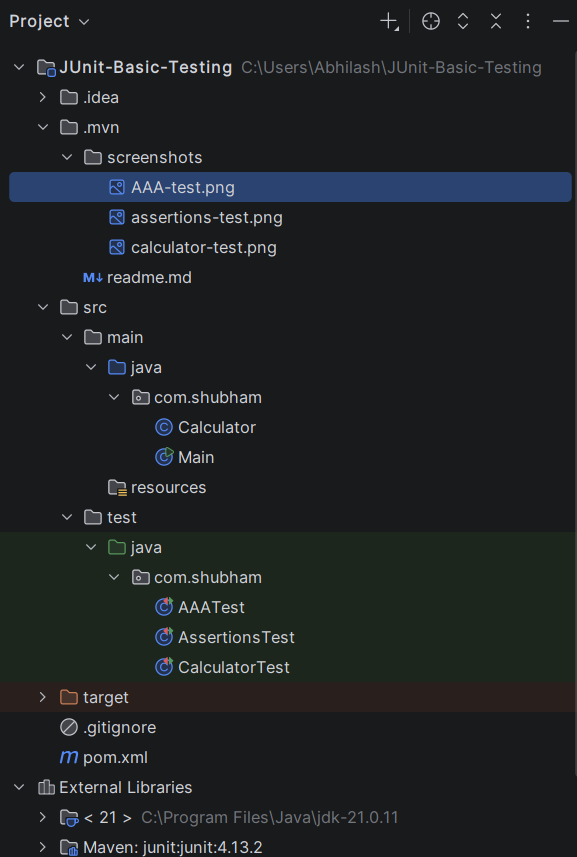 Project
JUnit-Basic-Testing C:\Users\Abhilash\JUnit-Basic-Testing
.idea
.mvn
screenshots
AAA-test.png
assertions-test.png
calculator-test.png
M↓ readme.md
src
main
java
com.shubham
C Calculator
C Main
resources
test
java
com.shubham
C AAATest
C AssertionsTest
C CalculatorTest
target
.gitignore
m pom.xml
External Libraries
< 21 > C:\Program Files\Java\jdk-21.0.11
Maven: junit:junit:4.13.2